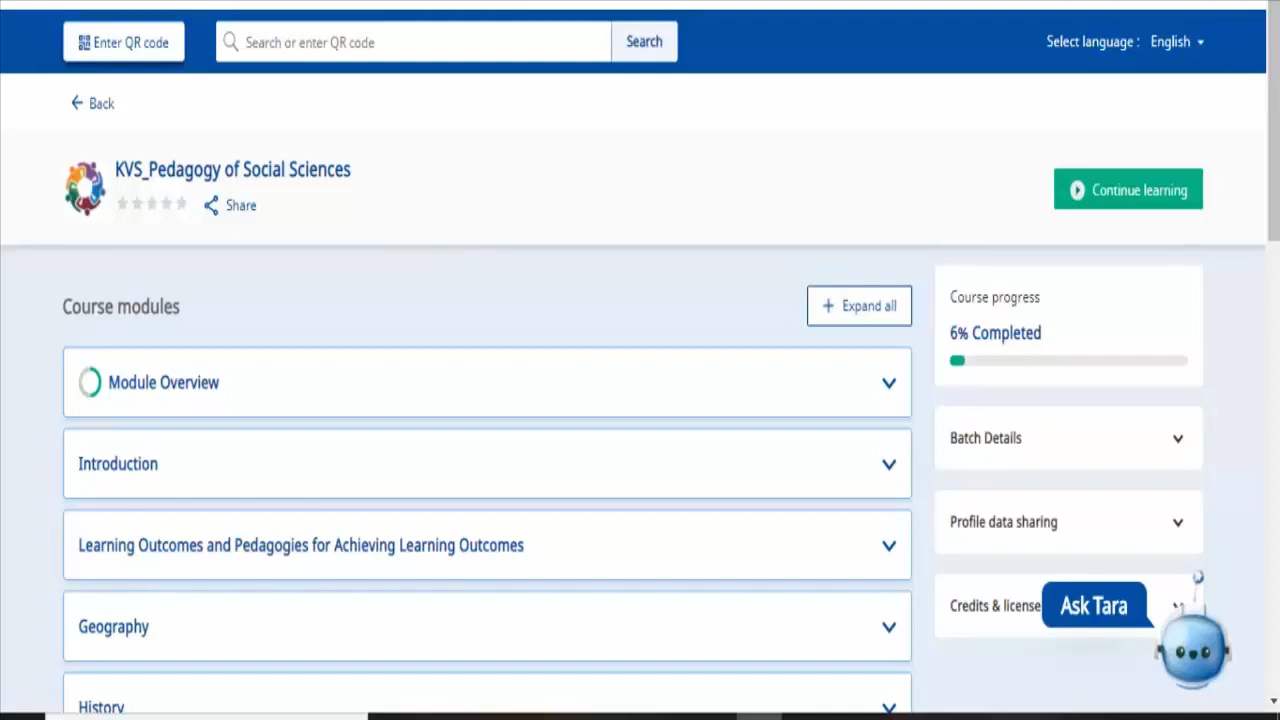 Enter QR code
Search or enter QR code
Search
Select language : English
Back
KVS_Pedagogy of Social Sciences
Share
Continue learning
Course modules
Expand all
Course progress
6% Completed
Module Overview
Batch Details
Introduction
Profile data sharing
Learning Outcomes and Pedagogies for Achieving Learning Outcomes
Credits & license
Ask Tara
Geography
History